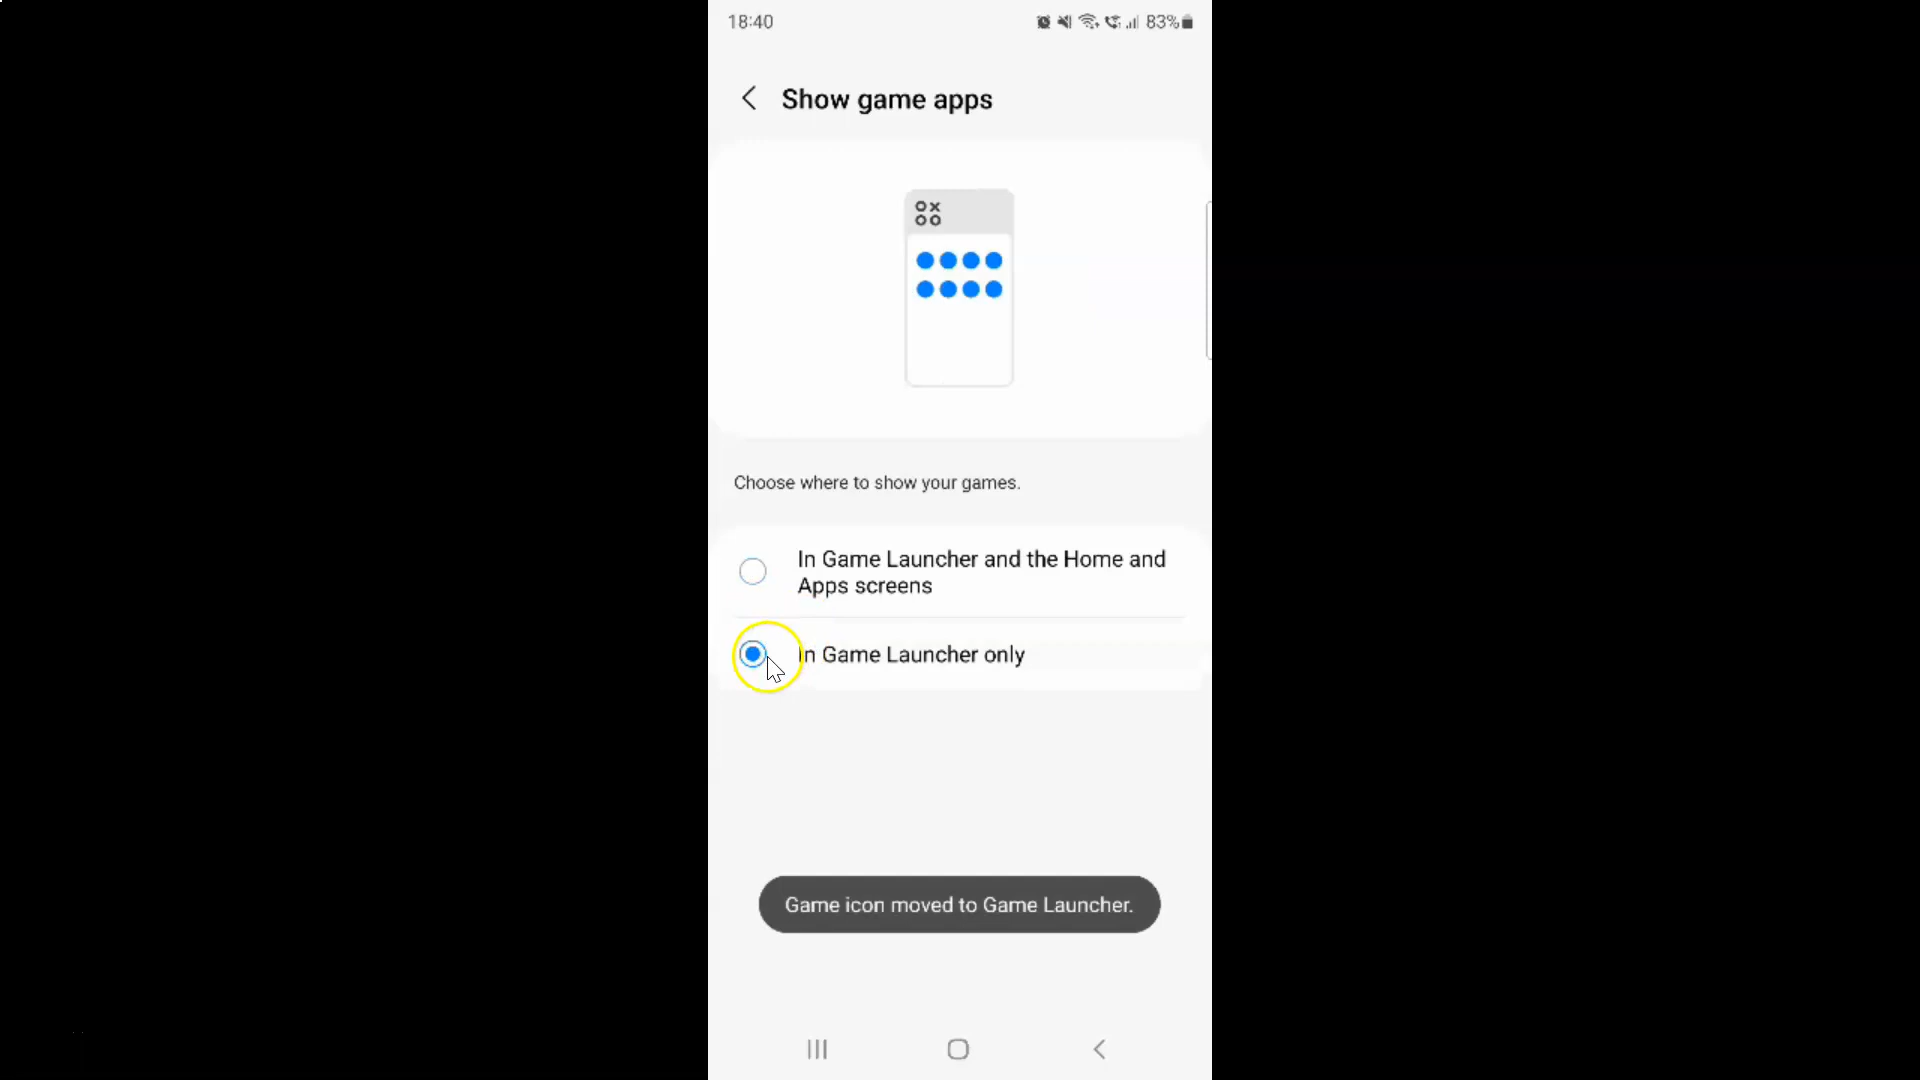 18:40
83%
Show game apps
Choose where to show your games.
In Game Launcher and the Home and
Apps screens
In Game Launcher only
Game icon moved to Game Launcher.